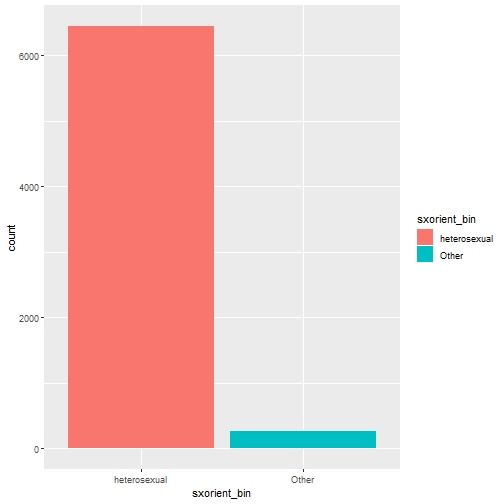 6000
4000
2000
0
count
heterosexual
Other
sxorient_bin
sxorient_bin
heterosexual
Other